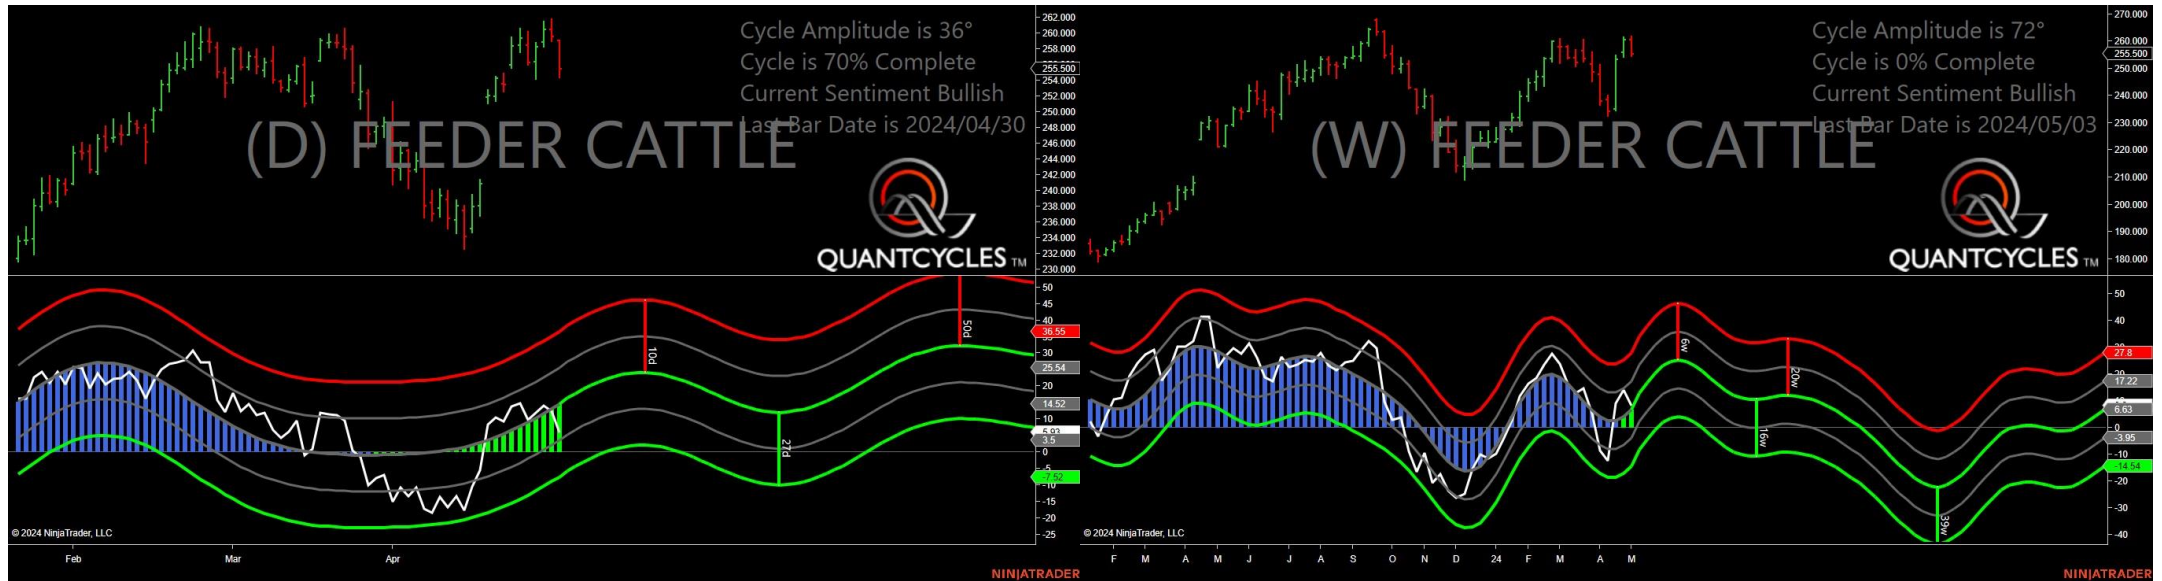 Cycle Amplitude is 36°
Cycle is 70% Complete
Current Sentiment Bullish
Last Bar Date is 2024/04/30
(D) FEEDER CATTLE
QUANTCYCLES TM
262.000
260.000
258.000
255.500
254.000
252.000
250.000
248.000
246.000
244.000
242.000
240.000
238.000
236.000
234.000
232.000
230.000
50
45
40
36.55
30
25.54
20
14.52
10
5.93
3.5
0
-5
-7.52
-10
-15
-20
-25
10d
27d
50d
© 2024 NinjaTrader, LLC
Feb Mar Apr
NINJATRADER
Cycle Amplitude is 72°
Cycle is 0% Complete
Current Sentiment Bullish
Last Bar Date is 2024/05/03
(W) FEEDER CATTLE
QUANTCYCLES TM
270.000
260.000
255.500
250.000
240.000
230.000
220.000
210.000
200.000
190.000
180.000
50
40
27.8
20
17.22
6.63
0
-3.95
-10
-14.54
-20
-30
-40
6w
20w
16w
39w
© 2024 NinjaTrader, LLC
F M A M J J A S O N D 24 F M A M
NINJATRADER